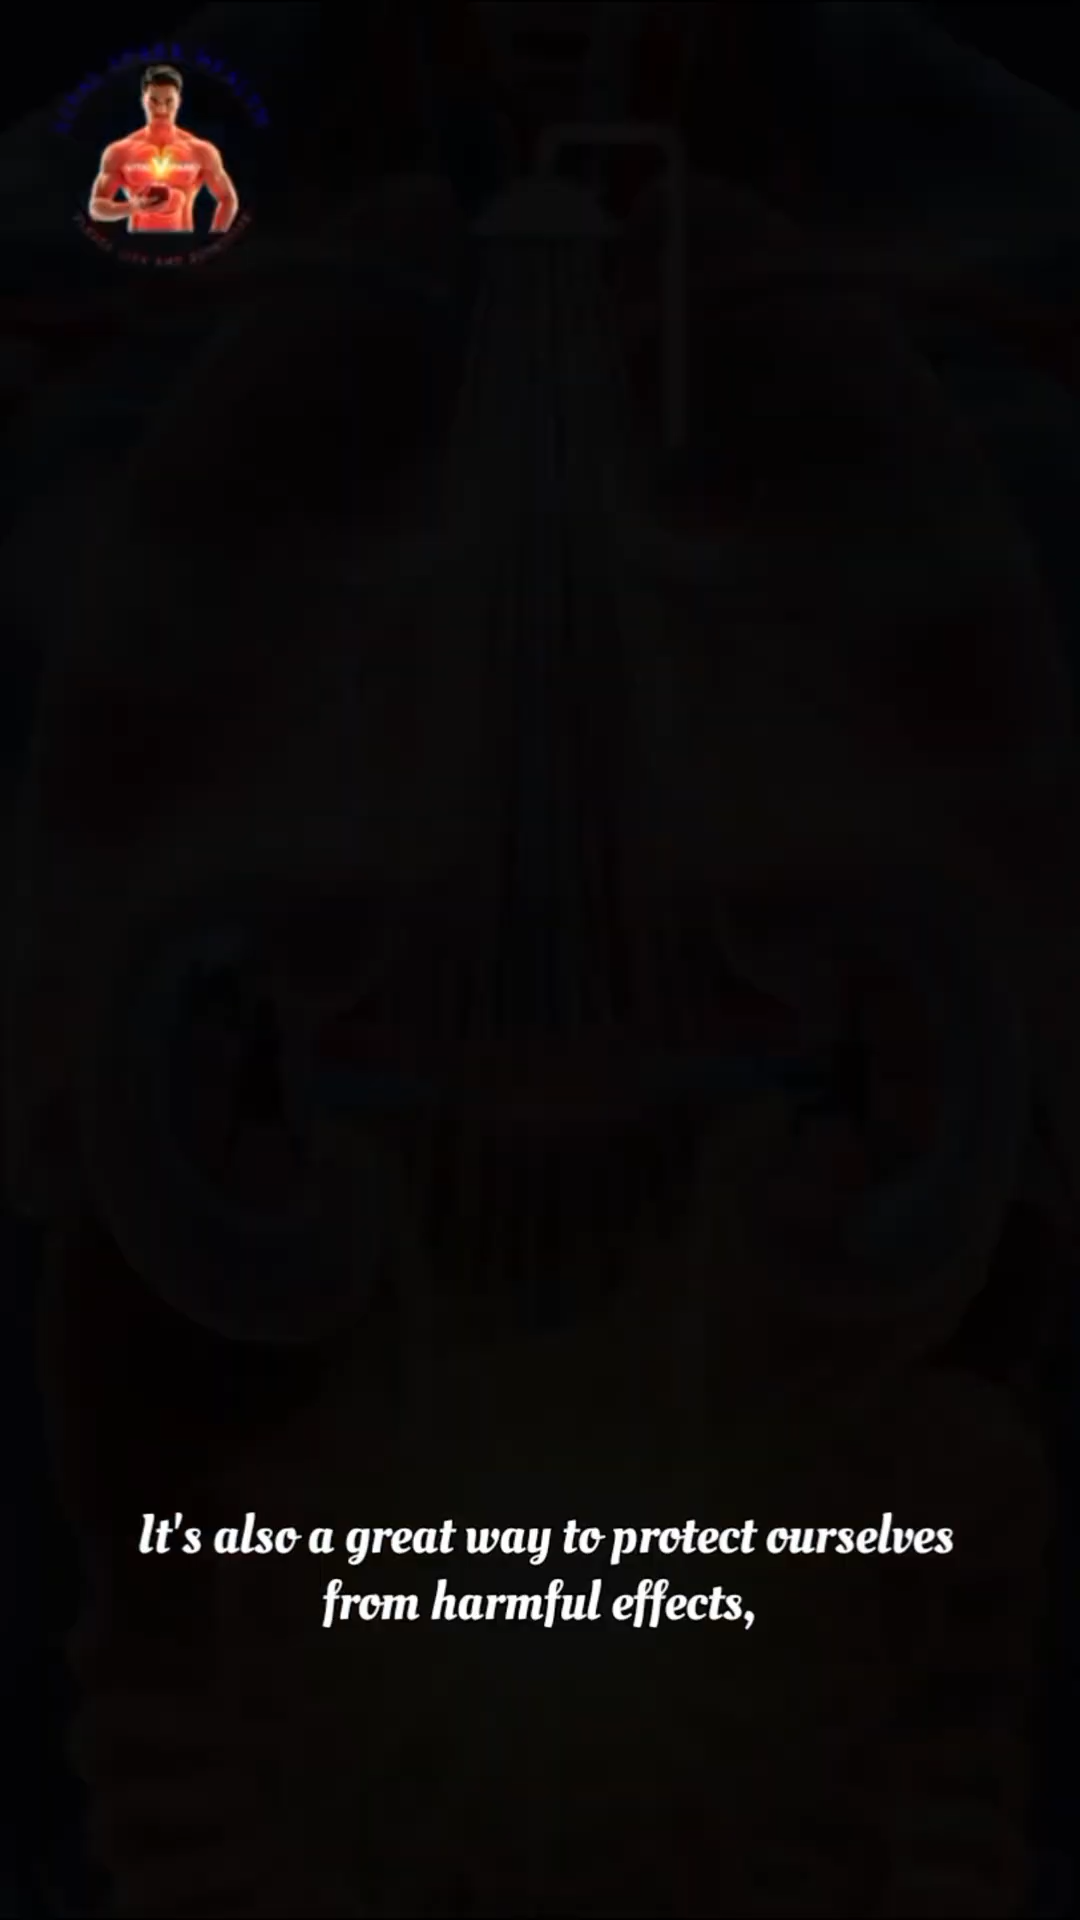 It's also a great way to protect ourselves
from harmful effects,